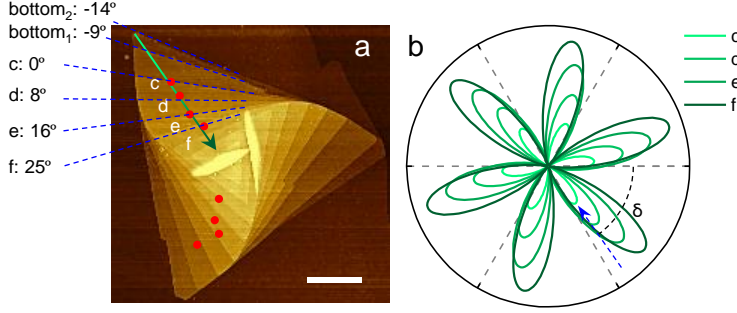 bottom₂: -14º
bottom₁: -9º
c: 0º
d: 8º
e: 16º
f: 25º
a
c
d
e
f
b
δ
e
f